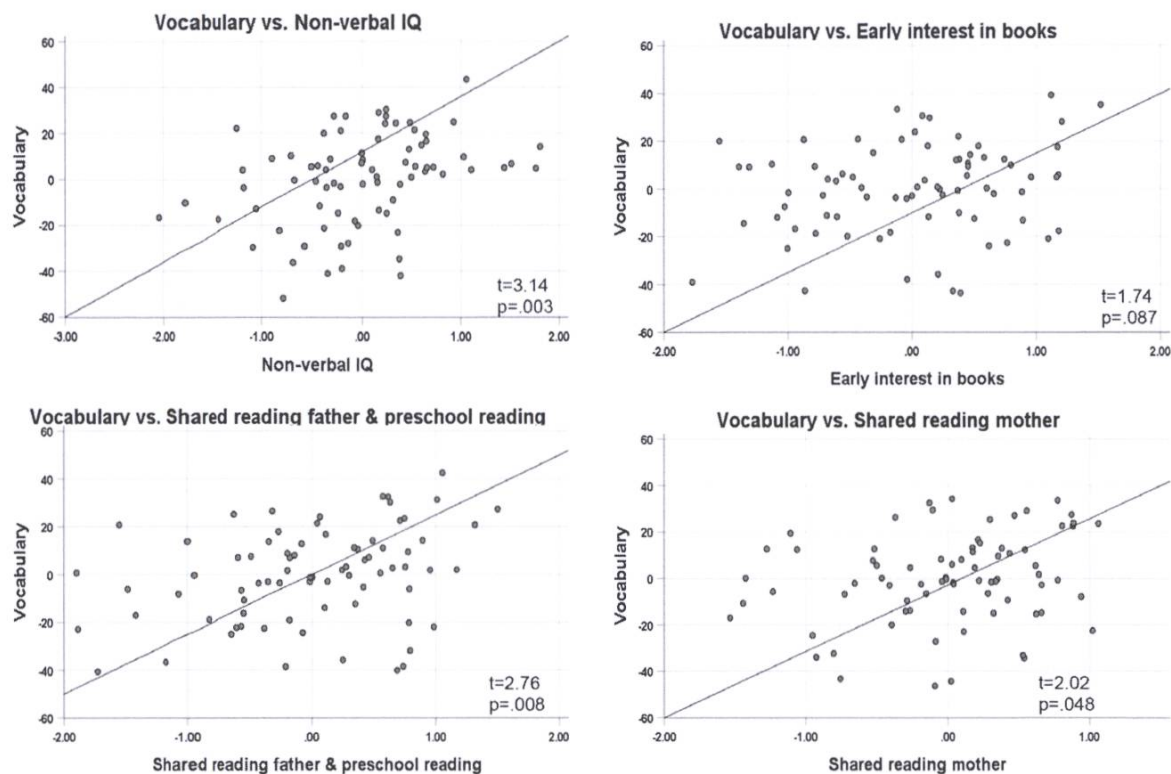 Vocabulary vs. Non-verbal IQ
60
40
20
0
-20
-40
-60
Vocabulary
-3.00
-2.00
-1.00
.00
1.00
2.00
Non-verbal IQ
t=3.14
p=.003
Vocabulary vs. Early interest in books
60
40
20
0
-20
-40
-60
Vocabulary
-2.00
-1.00
.00
1.00
2.00
Early interest in books
t=1.74
p=.087
Vocabulary vs. Shared reading father & preschool reading
60
40
20
0
-20
-40
-60
Vocabulary
-2.00
-1.00
.00
1.00
2.00
Shared reading father & preschool reading
t=2.76
p=.008
Vocabulary vs. Shared reading mother
60
40
20
0
-20
-40
-60
Vocabulary
-2.00
-1.00
.00
1.00
2.00
Shared reading mother
t=2.02
p=.048